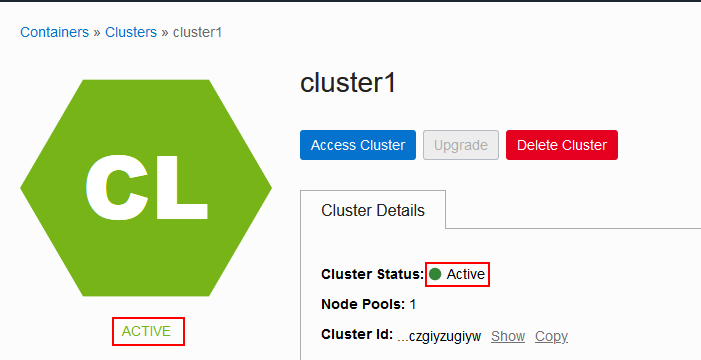 Containers » Clusters » cluster1
CL
ACTIVE
cluster1
Access Cluster
Upgrade
Delete Cluster
Cluster Details
Cluster Status: Active
Node Pools: 1
Cluster Id: ...czgiyzugiyw Show Copy